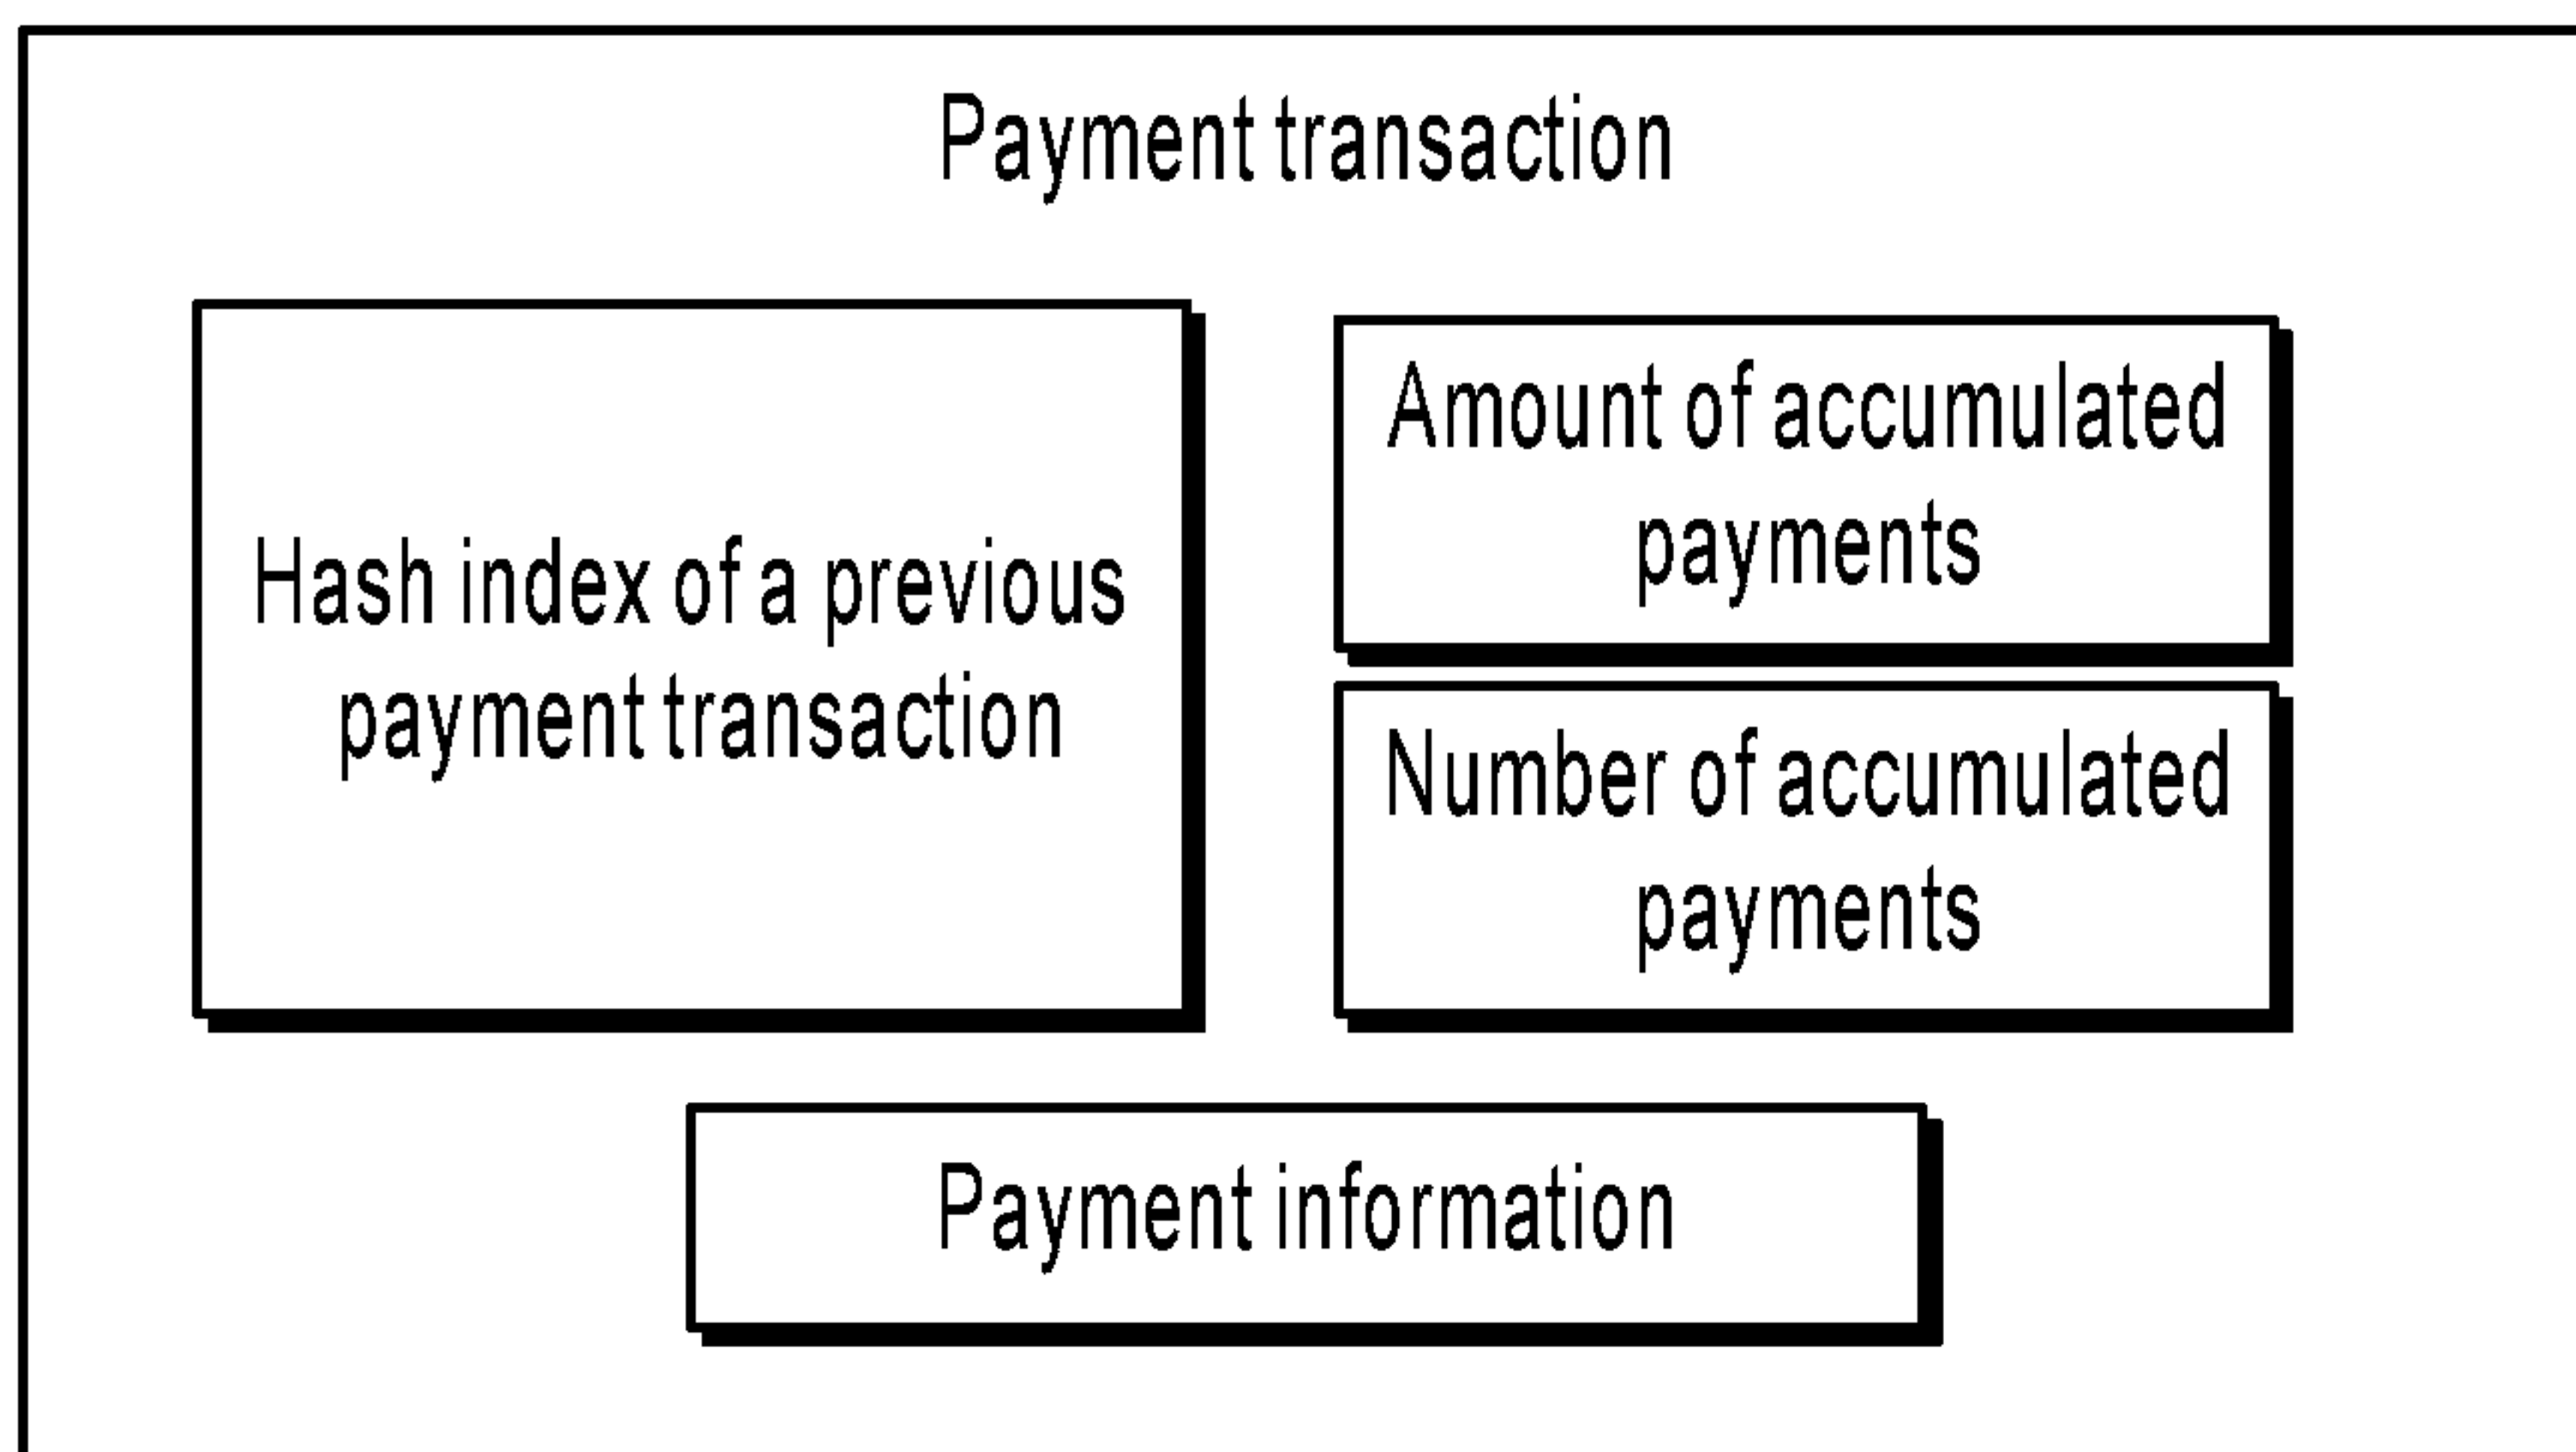 Payment transaction
Hash index of a previous
payment transaction
Amount of accumulated
payments
Number of accumulated
payments
Payment information